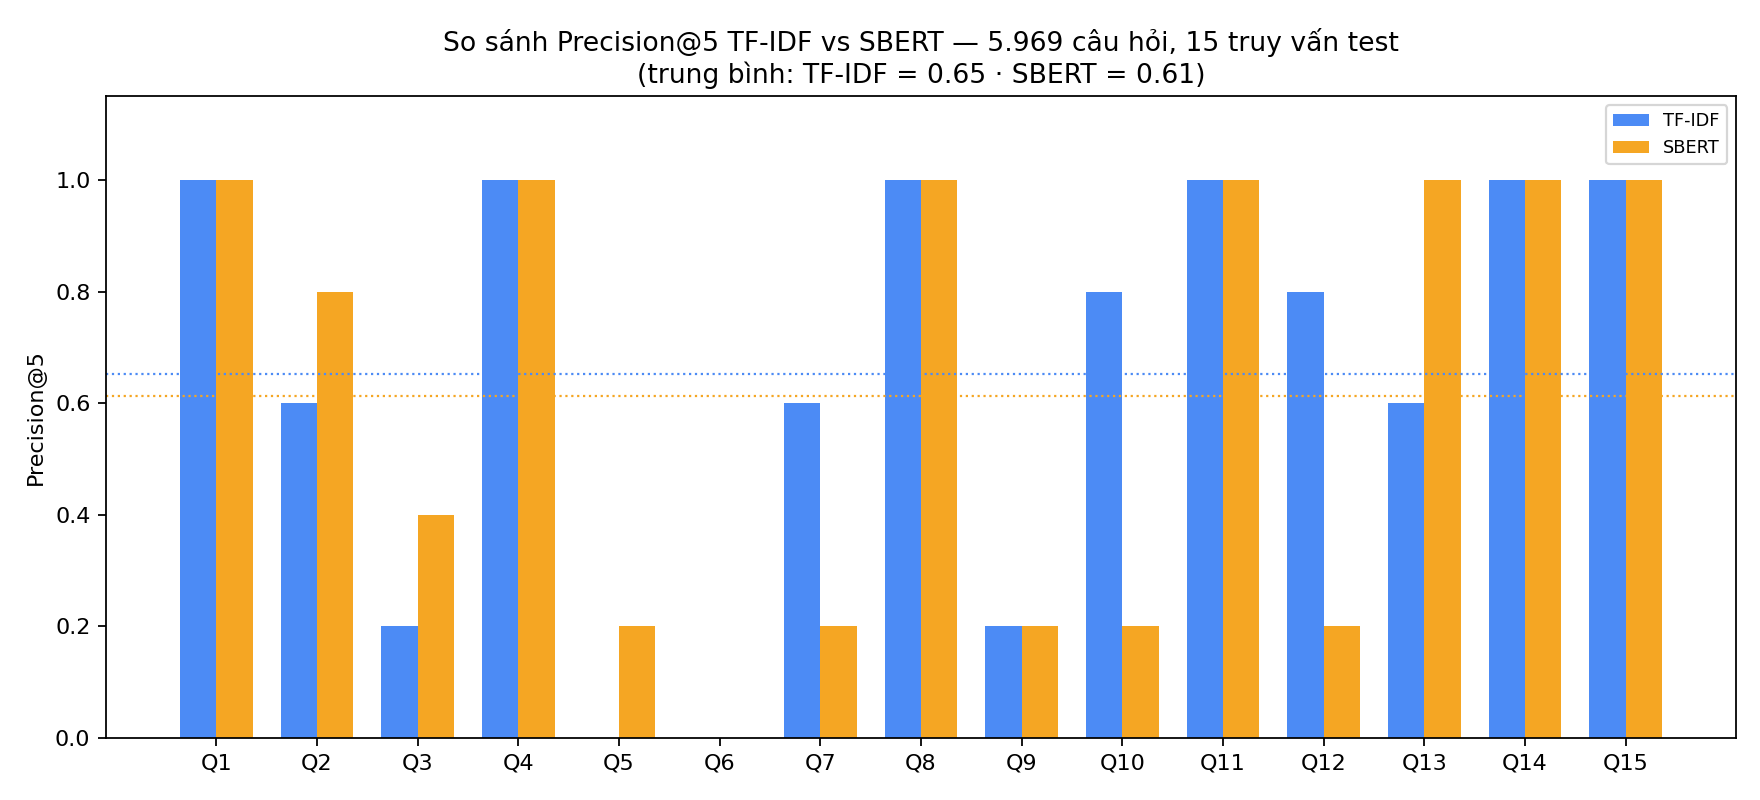 So sánh Precision@5 TF-IDF vs SBERT — 5.969 câu hỏi, 15 truy vấn test
(trung bình: TF-IDF = 0.65 · SBERT = 0.61)
TF-IDF
SBERT
Precision@5
1.0
0.8
0.6
0.4
0.2
0.0
Q1 Q2 Q3 Q4 Q5 Q6 Q7 Q8 Q9 Q10 Q11 Q12 Q13 Q14 Q15